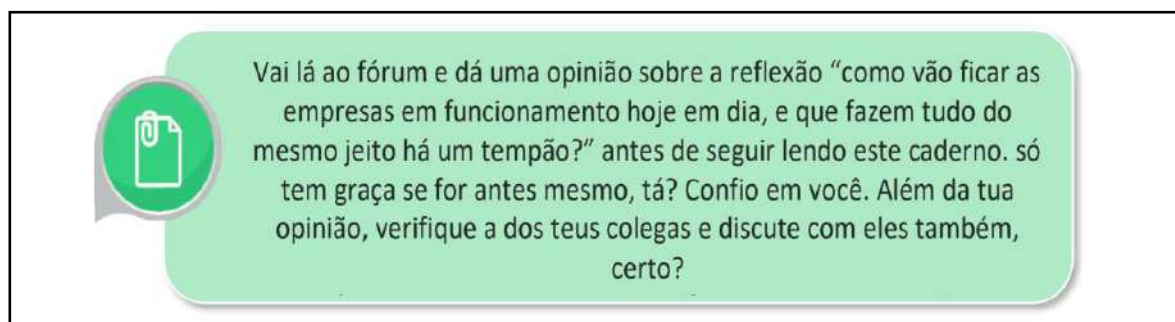 Vai lá ao fórum e dá uma opinião sobre a reflexão “como vão ficar as
empresas em funcionamento hoje em dia, e que fazem tudo do
mesmo jeito há um tempão?” antes de seguir lendo este caderno. só
tem graça se for antes mesmo, tá? Confio em você. Além da tua
opinião, verifique a dos teus colegas e discute com eles também,
certo?